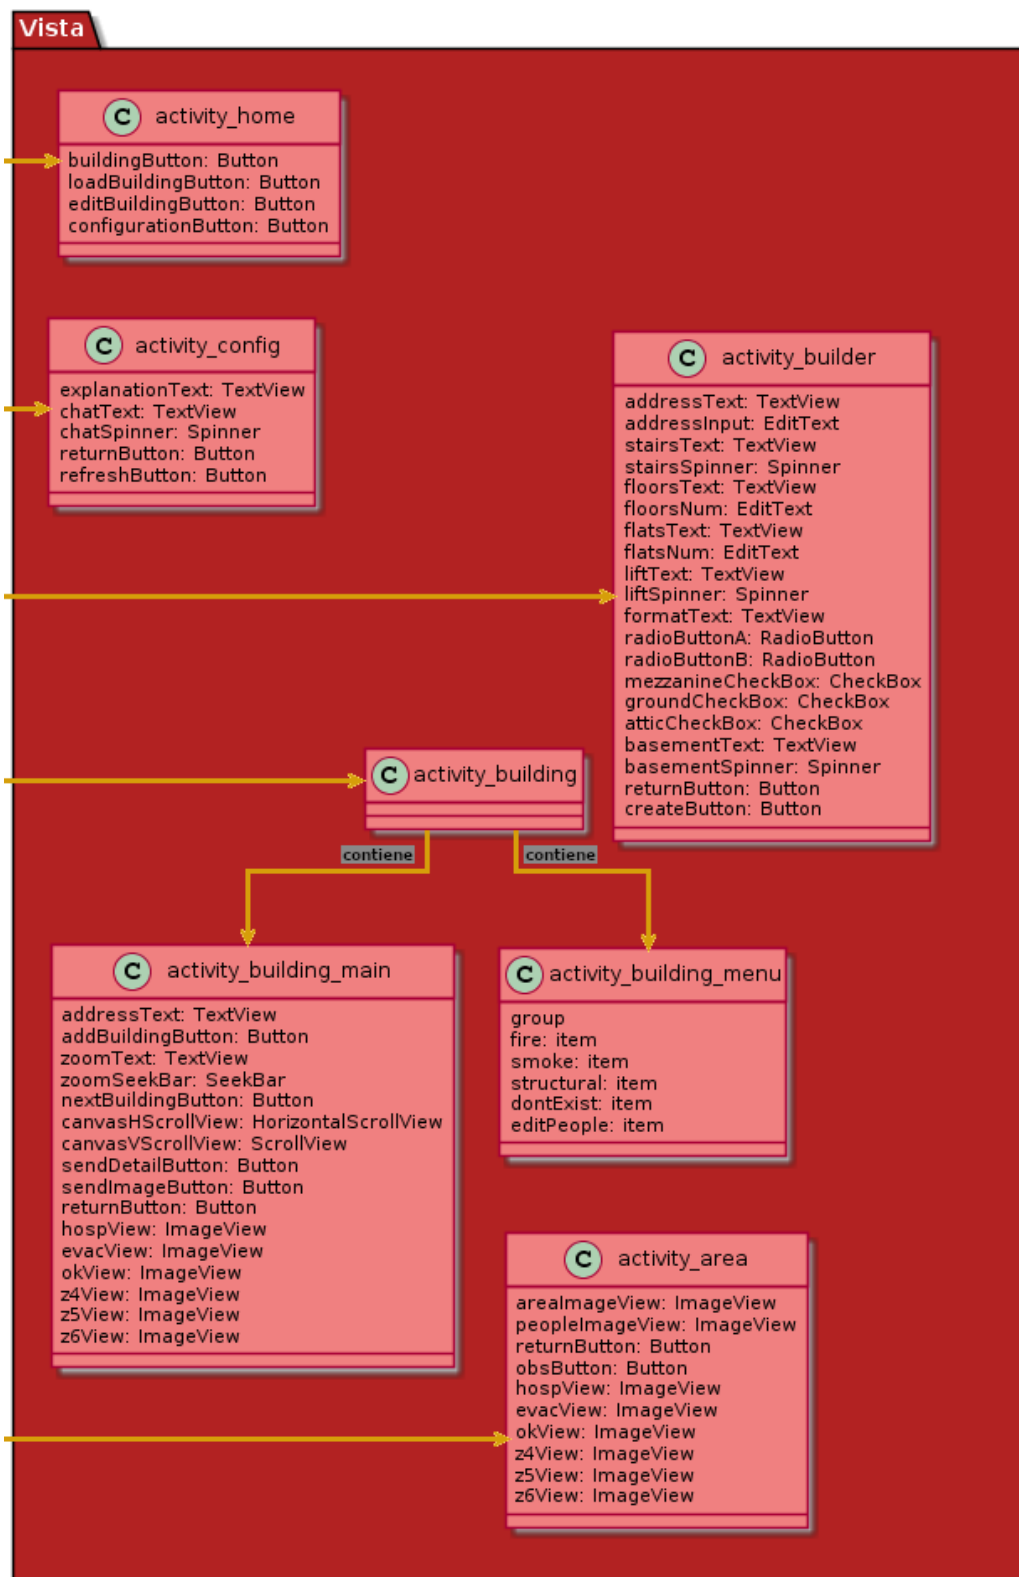 Vista
C activity_home
buildingButton: Button
loadBuildingButton: Button
editBuildingButton: Button
configurationButton: Button
C activity_config
explanationText: TextView
chatText: TextView
chatSpinner: Spinner
returnButton: Button
refreshButton: Button
C activity_builder
addressText: TextView
addressInput: EditText
stairsText: TextView
stairsSpinner: Spinner
floorsText: TextView
floorsNum: EditText
flatsText: TextView
flatsNum: EditText
liftText: TextView
liftSpinner: Spinner
formatText: TextView
radioButtonA: RadioButton
radioButtonB: RadioButton
mezzanineCheckBox: CheckBox
groundCheckBox: CheckBox
atticCheckBox: CheckBox
basementText: TextView
basementSpinner: Spinner
returnButton: Button
createButton: Button
C activity_building
contiene
contiene
C activity_building_main
addressText: TextView
addBuildingButton: Button
zoomText: TextView
zoomSeekBar: SeekBar
nextBuildingButton: Button
canvasHScrollView: HorizontalScrollView
canvasVScrollView: ScrollView
sendDetailButton: Button
sendImageButton: Button
returnButton: Button
hospView: ImageView
evacView: ImageView
okView: ImageView
z4View: ImageView
z5View: ImageView
z6View: ImageView
C activity_building_menu
group
fire: item
smoke: item
structural: item
dontExist: item
editPeople: item
C activity_area
areaImageView: ImageView
peopleImageView: ImageView
returnButton: Button
obsButton: Button
hospView: ImageView
evacView: ImageView
okView: ImageView
z4View: ImageView
z5View: ImageView
z6View: ImageView